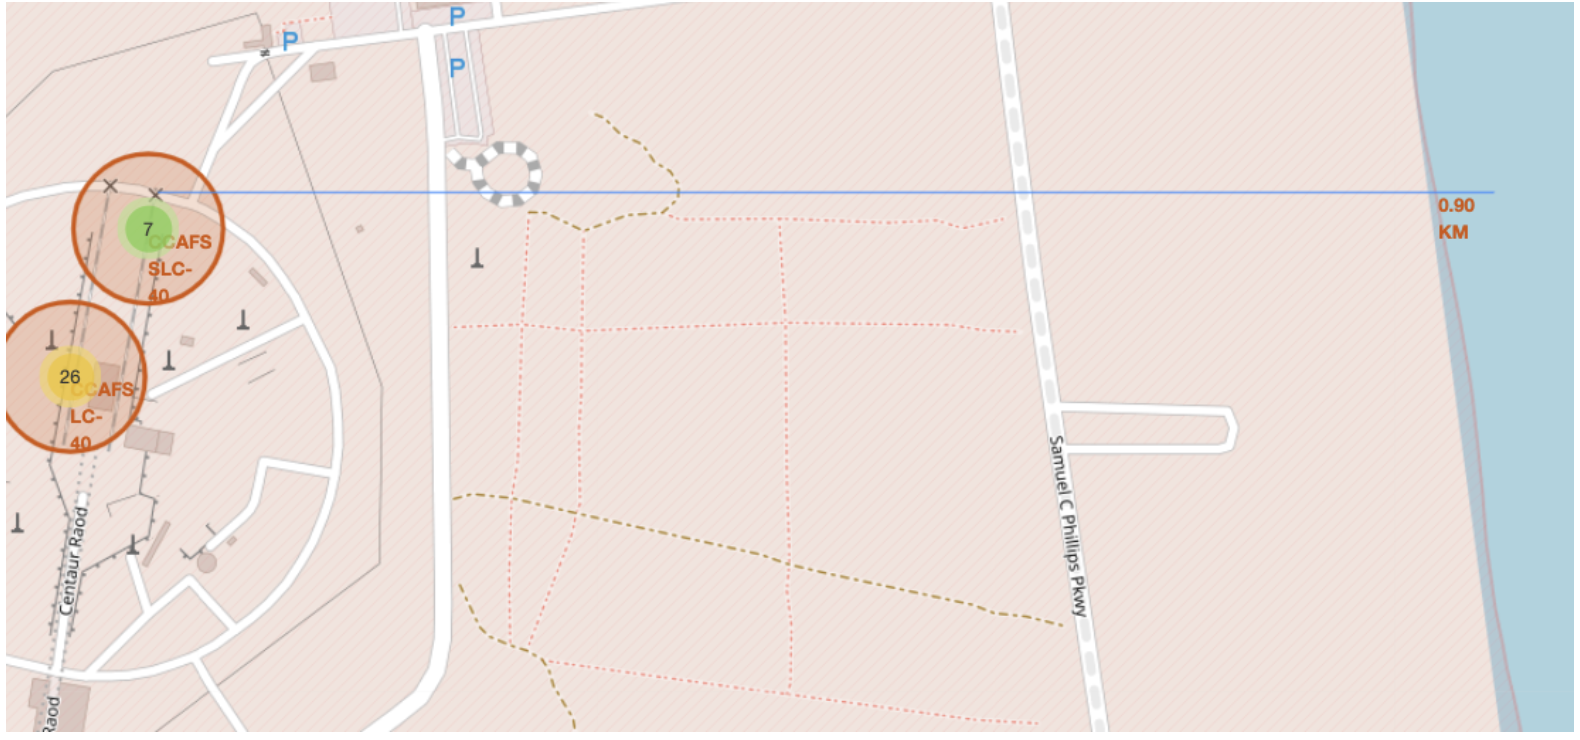 P
P
P
0.90
KM
7
CCAFS
SLC-
40
26
CCAFS
LC-
40
Samuel C Phillips Pkwy
Centaur Raod
Raod